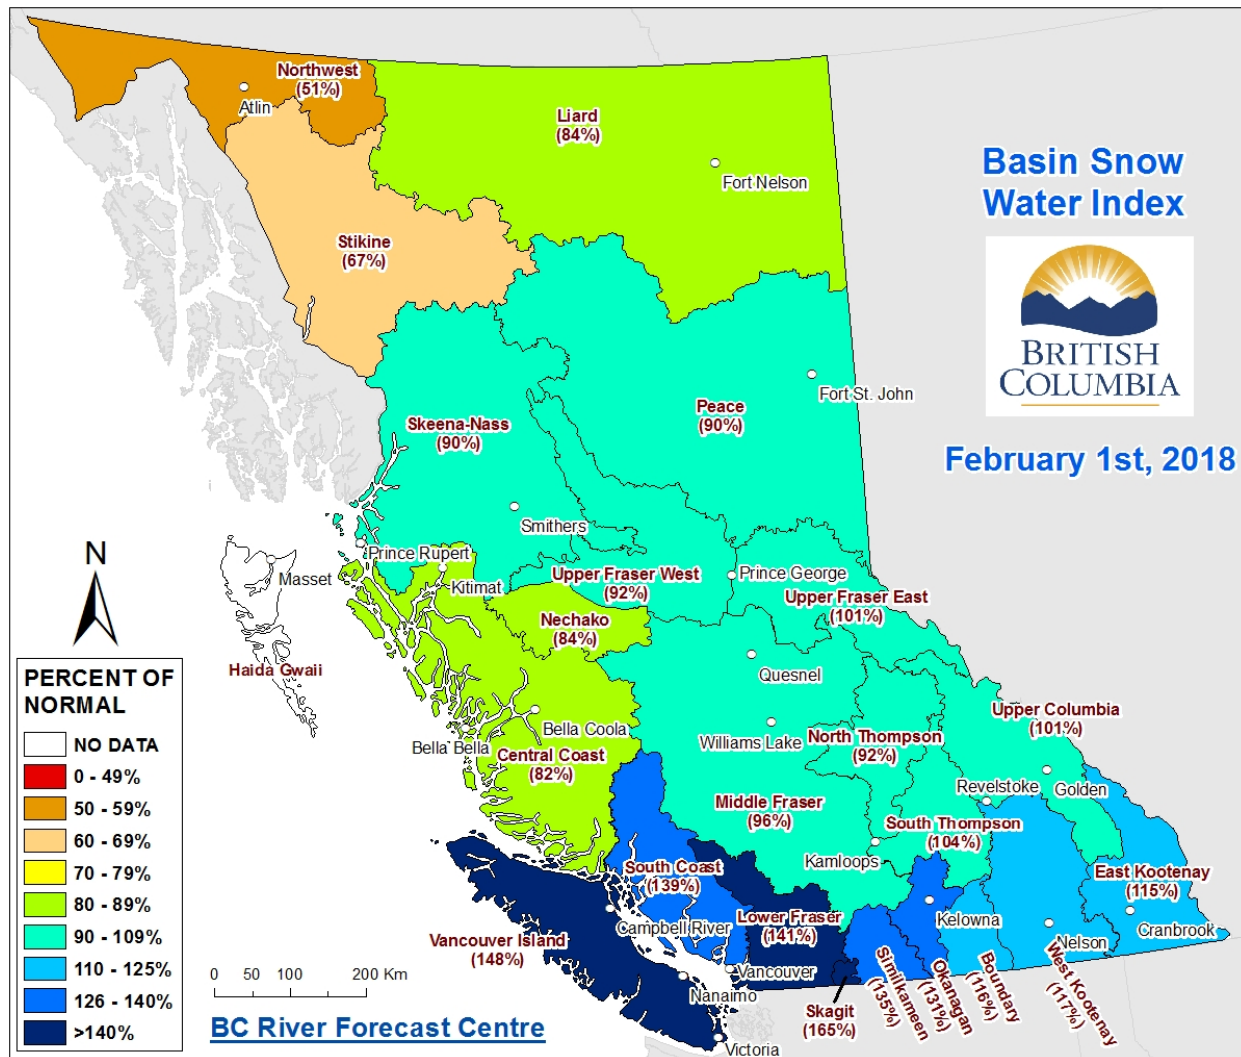 Northwest
(51%)
Atlin
Liard
(84%)
Fort Nelson
Basin Snow
Water Index
Stikine
(67%)
BRITISH
COLUMBIA
Fort St. John
Peace
(90%)
Skeena-Nass
(90%)
February 1st, 2018
Smithers
N
Prince Rupert
Masset
Kitimat
Upper Fraser West
(92%)
Prince George
Upper Fraser East
(101%)
Nechako
(84%)
Haida Gwaii
Quesnel
PERCENT OF
NORMAL
NO DATA
0 - 49%
50 - 59%
60 - 69%
70 - 79%
80 - 89%
90 - 109%
110 - 125%
126 - 140%
>140%
Upper Columbia
(101%)
Bella Coola
Bella Bella
Williams Lake
North Thompson
(92%)
Central Coast
(82%)
Revelstoke
Golden
Middle Fraser
(96%)
South Thompson
(104%)
Kamloops
South Coast
(139%)
East Kootenay
(115%)
Kelowna
Campbell River
Lower Fraser
(141%)
Cranbrook
Nelson
Vancouver Island
(148%)
Vancouver
Nanaimo
Skagit
(165%)
Similkameen
(135%)
Okanagan
(131%)
Boundary
(116%)
West Kootenay
(117%)
0 50 100 200 Km
BC River Forecast Centre
Victoria